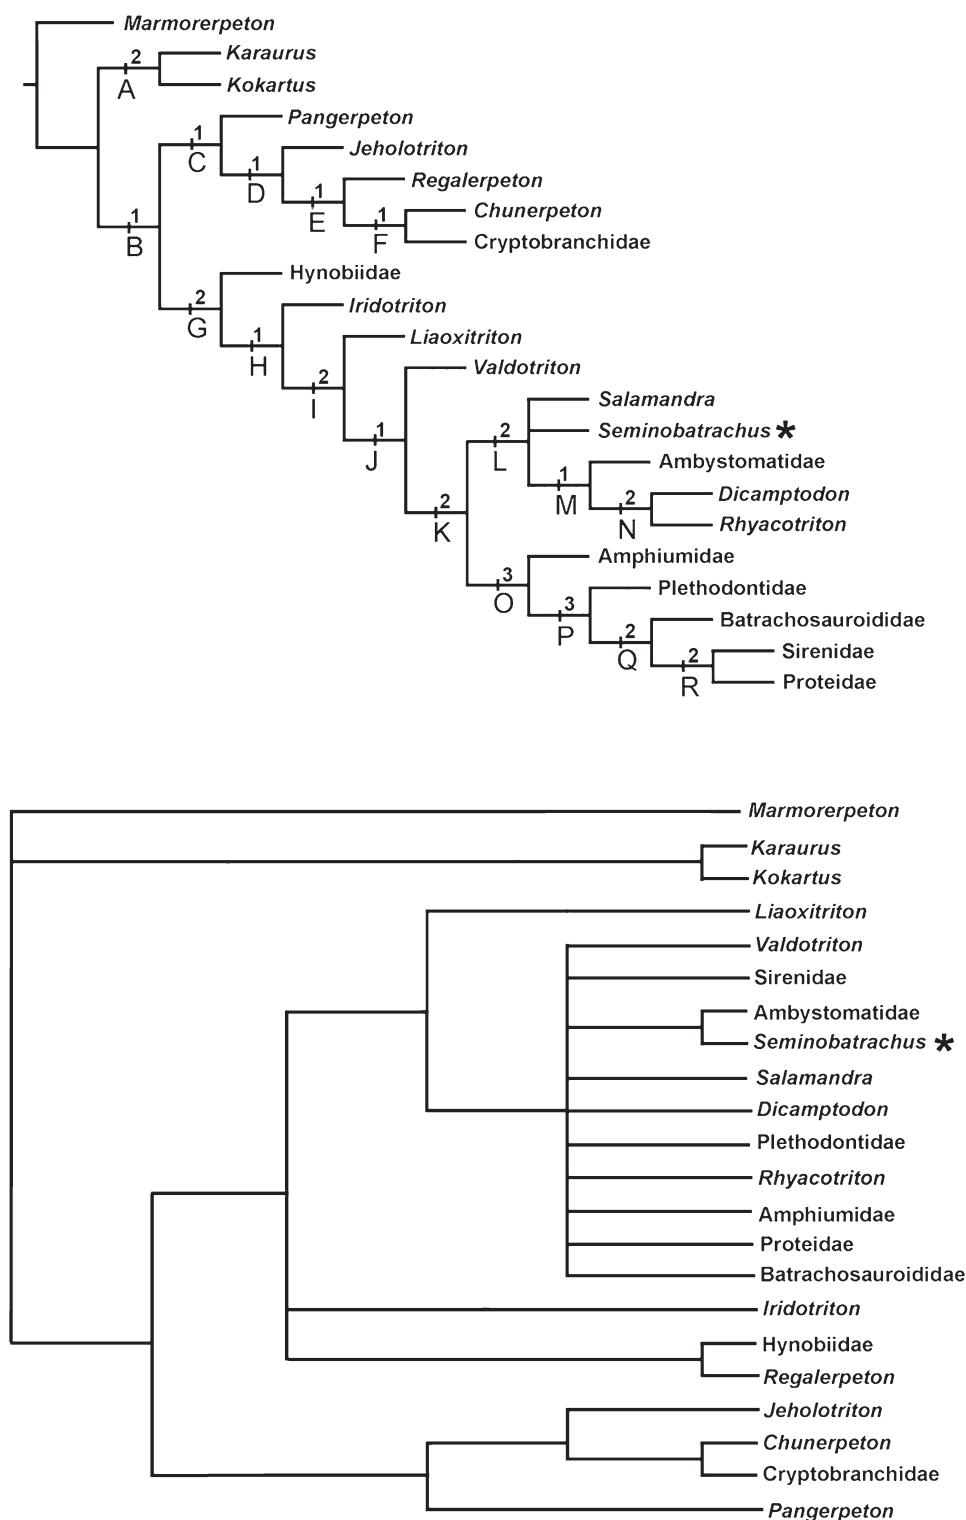 Marmorerpeton
2
Karaurus
A
Kokartus
Pangerpeton
1
C
Jeholotriton
1
D
Regalerpeton
1
E
Chunerpeton
1
F
Cryptobranchidae
1
B
Hynobiidae
2
G
Iridotriton
1
H
Liaoxitriton
2
I
Valdotriton
1
J
Salamandra
2
L
Seminobatrachus *
Ambystomatidae
1
M
Dicamptodon
2
N
Rhyacotriton
2
K
Amphiumidae
3
O
Plethodontidae
3
P
Batrachosauroididae
2
Q
Sirenidae
2
R
Proteidae
Marmorerpeton
Karaurus
Kokartus
Liaoxitriton
Valdotriton
Sirenidae
Ambystomatidae
Seminobatrachus *
Salamandra
Dicamptodon
Plethodontidae
Rhyacotriton
Amphiumidae
Proteidae
Batrachosauroididae
Iridotriton
Hynobiidae
Regalerpeton
Jeholotriton
Chunerpeton
Cryptobranchidae
Pangerpeton